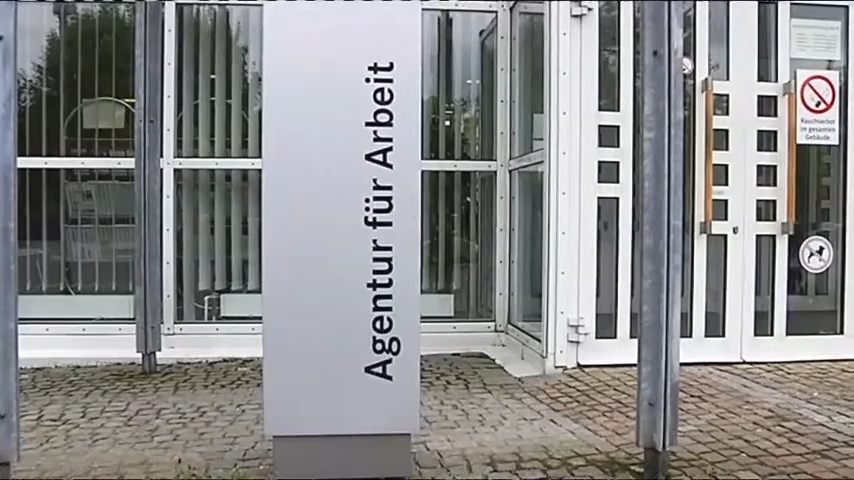 Agentur für Arbeit
Rauchverbot
im gesamten
Gebäude